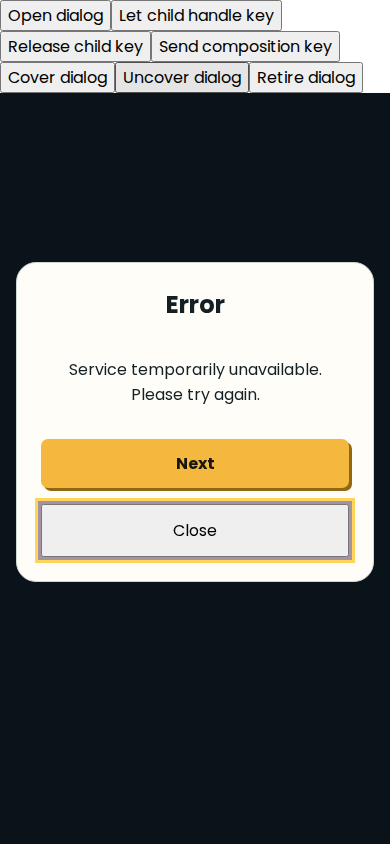 Open dialog
Let child handle key
Release child key
Send composition key
Cover dialog
Uncover dialog
Retire dialog
Error
Service temporarily unavailable.
Please try again.
Next
Close